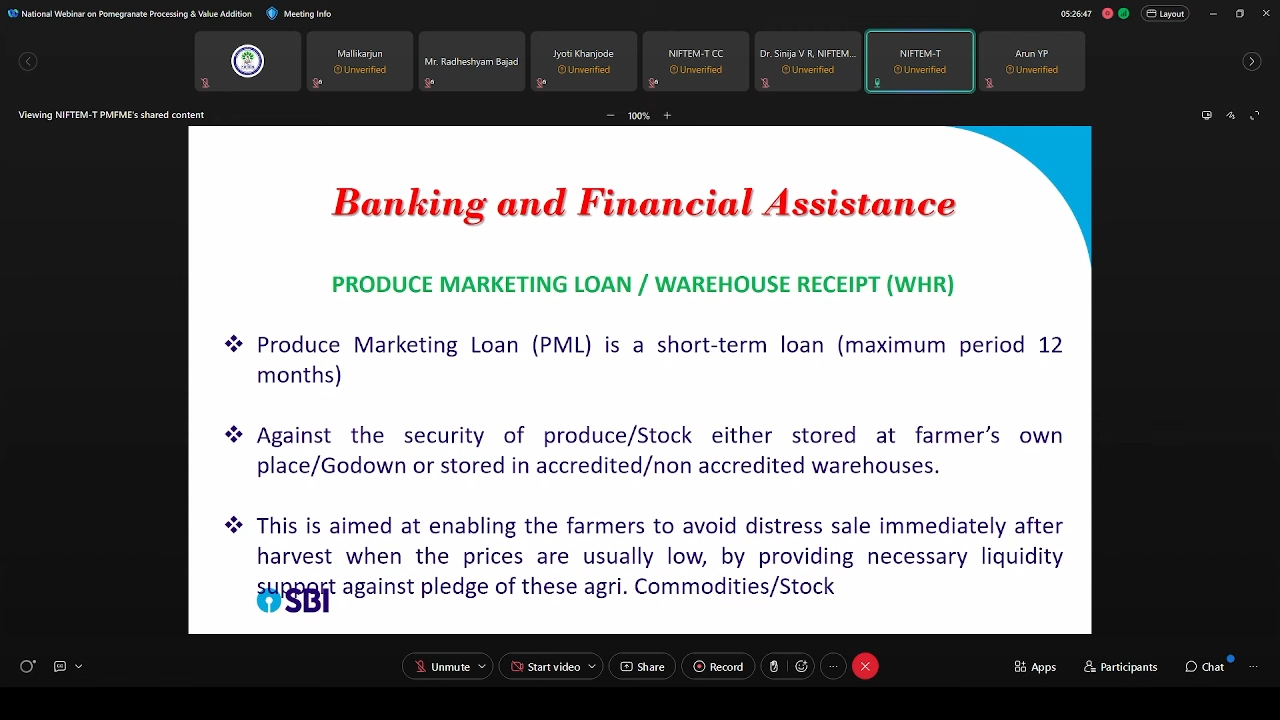 National Webinar on Pomegranate Processing & Value Addition
Meeting Info
05:26:47
Layout
Mallikarjun
Unverified
Mr. Radheshyam Bajad
Jyoti Khanjode
Unverified
NIFTEM-T CC
Unverified
Dr. Sinija V R, NIFTEM...
Unverified
NIFTEM-T
Unverified
Arun YP
Unverified
Viewing NIFTEM-T PMFME's shared content
100%
Banking and Financial Assistance
PRODUCE MARKETING LOAN / WAREHOUSE RECEIPT (WHR)
Produce Marketing Loan (PML) is a short-term loan (maximum period 12
months)
Against the security of produce/Stock either stored at farmer's own
place/Godown or stored in accredited/non accredited warehouses.
This is aimed at enabling the farmers to avoid distress sale immediately after
harvest when the prices are usually low, by providing necessary liquidity
support against pledge of these agri. Commodities/Stock
SBI
Unmute
Start video
Share
Record
Apps
Participants
Chat